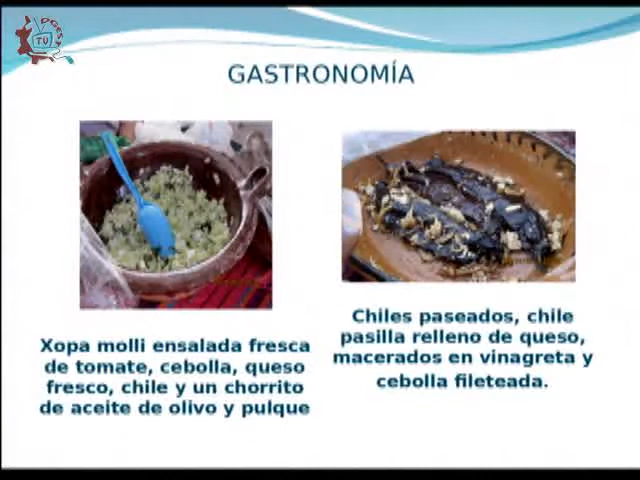 GASTRONOMÍA
Xopa molli ensalada fresca
de tomate, cebolla, queso
fresco, chile y un chorrito
de aceite de olivo y pulque
Chiles paseados, chile
pasilla relleno de queso,
macerados en vinagreta y
cebolla fileteada.